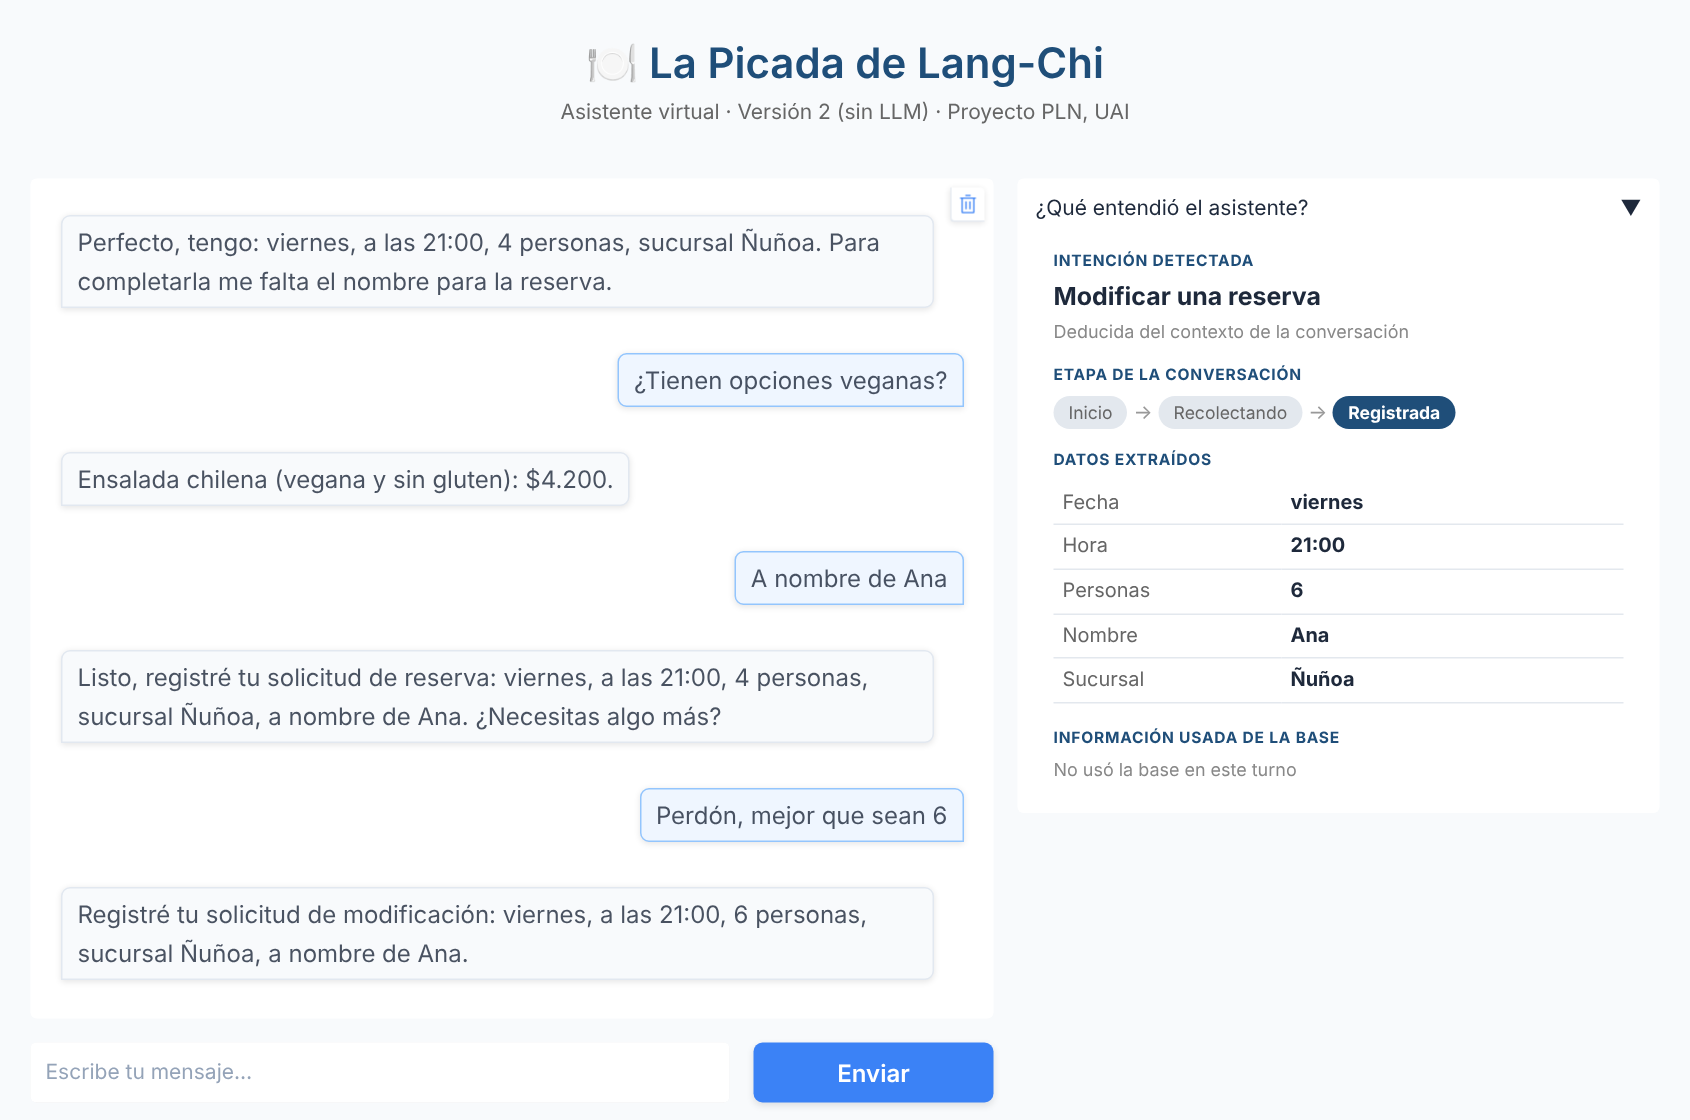 🍽️ La Picada de Lang-Chi
Asistente virtual · Versión 2 (sin LLM) · Proyecto PLN, UAI
Perfecto, tengo: viernes, a las 21:00, 4 personas, sucursal Ñuñoa. Para
completarla me falta el nombre para la reserva.
¿Tienen opciones veganas?
Ensalada chilena (vegana y sin gluten): $4.200.
A nombre de Ana
Listo, registré tu solicitud de reserva: viernes, a las 21:00, 4 personas,
sucursal Ñuñoa, a nombre de Ana. ¿Necesitas algo más?
Perdón, mejor que sean 6
Registré tu solicitud de modificación: viernes, a las 21:00, 6 personas,
sucursal Ñuñoa, a nombre de Ana.
Escribe tu mensaje...
Enviar
¿Qué entendió el asistente? ▼
INTENCIÓN DETECTADA
Modificar una reserva
Deducida del contexto de la conversación
ETAPA DE LA CONVERSACIÓN
Inicio → Recolectando → Registrada
DATOS EXTRAÍDOS
Fecha viernes
Hora 21:00
Personas 6
Nombre Ana
Sucursal Ñuñoa
INFORMACIÓN USADA DE LA BASE
No usó la base en este turno